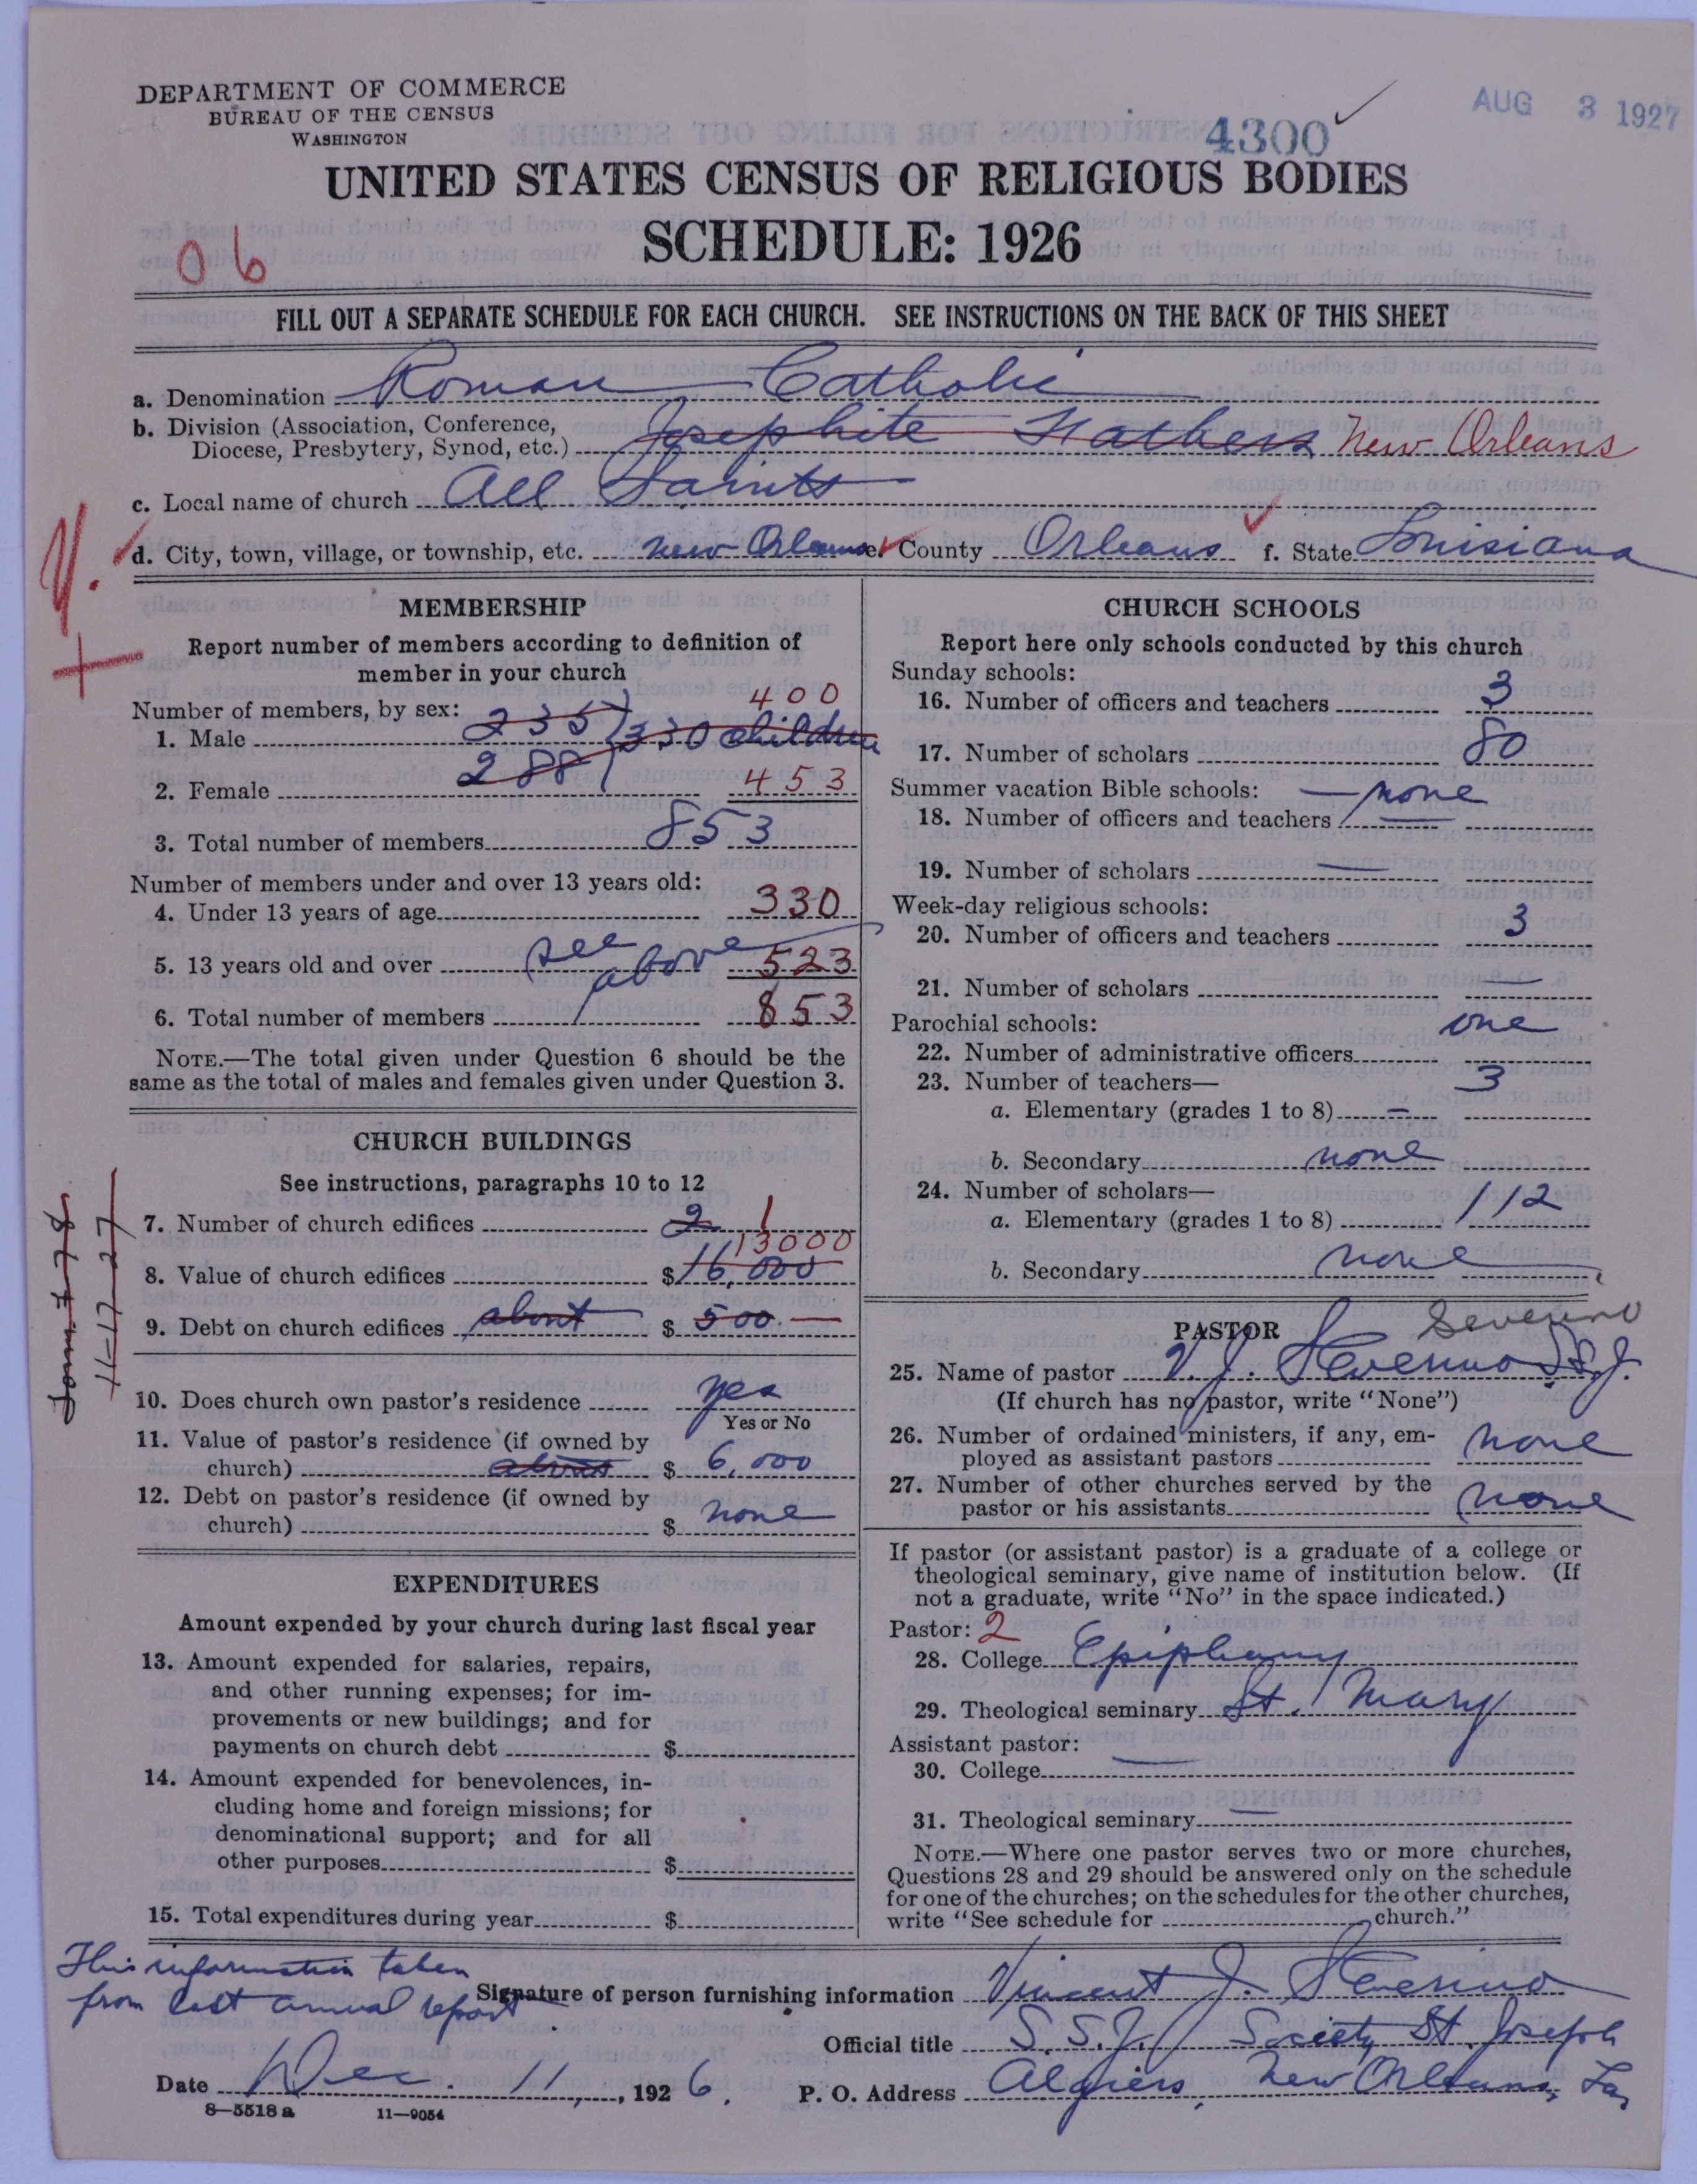 DEPARTMENT OF COMMERCE
BUREAU OF THE CENSUS
WASHINGTON
4300
AUG 3 1927
UNITED STATES CENSUS OF RELIGIOUS BODIES
SCHEDULE: 1926
06
FILL OUT A SEPARATE SCHEDULE FOR EACH CHURCH. SEE INSTRUCTIONS ON THE BACK OF THIS SHEET
a. Denomination Roman Catholic
b. Division (Association, Conference,
Diocese, Presbytery, Synod, etc.) Josephite Fathers New Orleans
c. Local name of church All Saints
d. City, town, village, or township, etc. New Orleans e. County Orleans f. State Louisiana
MEMBERSHIP
Report number of members according to definition of
member in your church
Number of members, by sex: 400
1. Male 235 330 children
2. Female 288 453
3. Total number of members 853
Number of members under and over 13 years old:
4. Under 13 years of age 330
5. 13 years old and over see above 523
6. Total number of members 853
NOTE.—The total given under Question 6 should be the
same as the total of males and females given under Question 3.
CHURCH BUILDINGS
See instructions, paragraphs 10 to 12
7. Number of church edifices 2 1
13000
8. Value of church edifices $ 16,000
9. Debt on church edifices about $ 500.—
10. Does church own pastor's residence yes
Yes or No
11. Value of pastor's residence (if owned by
church) about $ 6,000
12. Debt on pastor's residence (if owned by
church) $ none
11-17-27
EXPENDITURES
Amount expended by your church during last fiscal year
13. Amount expended for salaries, repairs,
and other running expenses; for im-
provements or new buildings; and for
payments on church debt $
14. Amount expended for benevolences, in-
cluding home and foreign missions; for
denominational support; and for all
other purposes $
15. Total expenditures during year $
CHURCH SCHOOLS
Report here only schools conducted by this church
Sunday schools:
16. Number of officers and teachers 3
17. Number of scholars 80
Summer vacation Bible schools: — none
18. Number of officers and teachers
19. Number of scholars —
Week-day religious schools:
20. Number of officers and teachers 3
21. Number of scholars —
Parochial schools: one
22. Number of administrative officers
23. Number of teachers— 3
a. Elementary (grades 1 to 8) —
b. Secondary none
24. Number of scholars—
a. Elementary (grades 1 to 8) 112
b. Secondary none
PASTOR Severino
25. Name of pastor V. J. Severino S.S.J.
(If church has no pastor, write "None")
26. Number of ordained ministers, if any, em-
ployed as assistant pastors none
27. Number of other churches served by the
pastor or his assistants none
If pastor (or assistant pastor) is a graduate of a college or
theological seminary, give name of institution below. (If
not a graduate, write "No" in the space indicated.)
Pastor: 2
28. College Epiphany
29. Theological seminary St. Mary
Assistant pastor:
30. College —
31. Theological seminary —
NOTE.—Where one pastor serves two or more churches,
Questions 28 and 29 should be answered only on the schedule
for one of the churches; on the schedules for the other churches,
write "See schedule for church."
This information taken
from last annual report
Signature of person furnishing information Vincent J. Severino
Official title S.S.J. / Society St. Joseph
Date Dec. 11, 1926. P. O. Address Algiers, New Orleans, La,
8—5518 a 11—9054